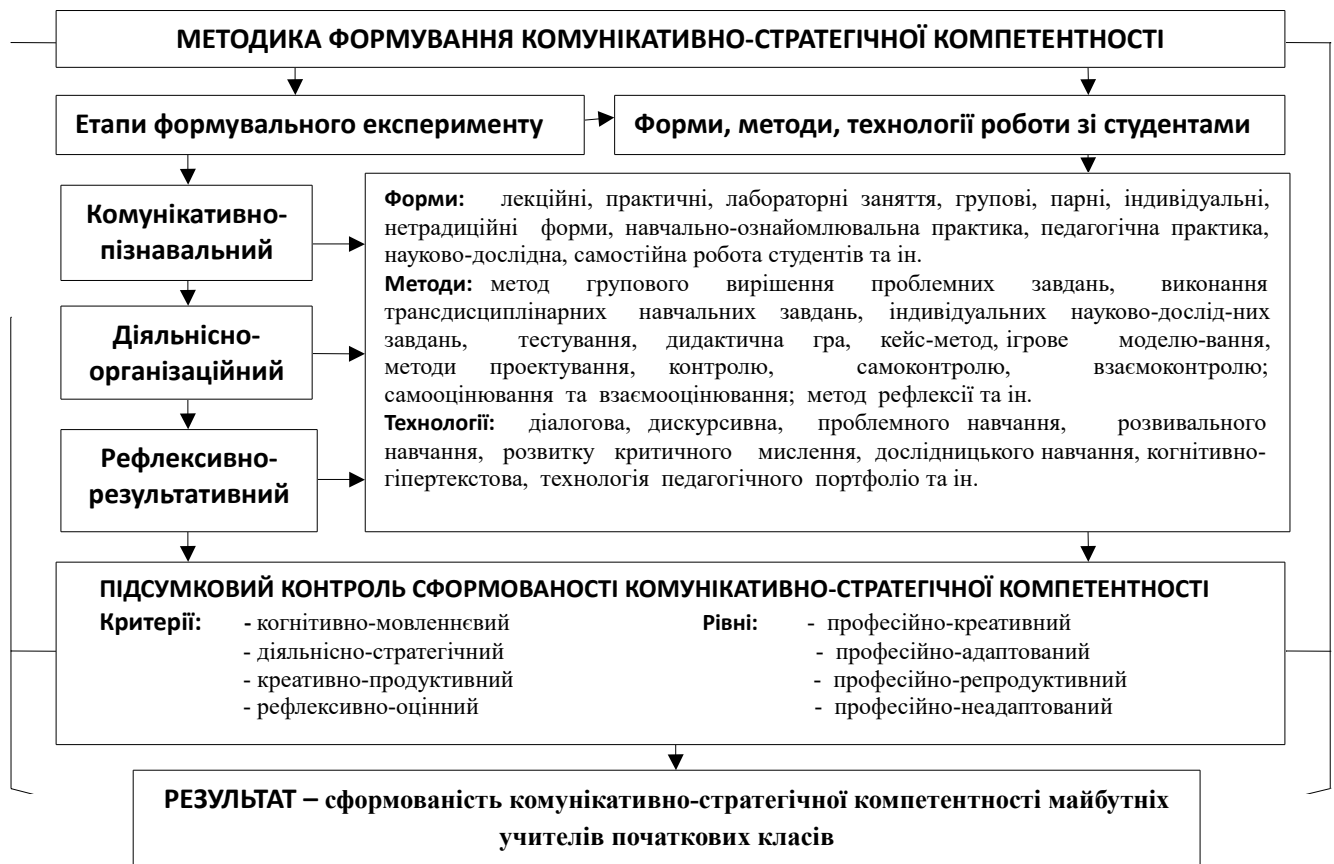 МЕТОДИКА ФОРМУВАННЯ КОМУНІКАТИВНО-СТРАТЕГІЧНОЇ КОМПЕТЕНТНОСТІ
Етапи формувального експерименту
Форми, методи, технології роботи зі студентами
Комунікативно-
пізнавальний
Діяльнісно-
організаційний
Рефлексивно-
результативний
Форми: лекційні, практичні, лабораторні заняття, групові, парні, індивідуальні,
нетрадиційні форми, навчально-ознайомлювальна практика, педагогічна практика,
науково-дослідна, самостійна робота студентів та ін.
Методи: метод групового вирішення проблемних завдань, виконання
трансдисциплінарних навчальних завдань, індивідуальних науково-дослід-них
завдань, тестування, дидактична гра, кейс-метод, ігрове моделю-вання,
методи проектування, контролю, самоконтролю, взаємоконтролю;
самооцінювання та взаємооцінювання; метод рефлексії та ін.
Технології: діалогова, дискурсивна, проблемного навчання, розвивального
навчання, розвитку критичного мислення, дослідницького навчання, когнітивно-
гіпертекстова, технологія педагогічного портфоліо та ін.
ПІДСУМКОВИЙ КОНТРОЛЬ СФОРМОВАНОСТІ КОМУНІКАТИВНО-СТРАТЕГІЧНОЇ КОМПЕТЕНТНОСТІ
Критерії: - когнітивно-мовленнєвий
- діяльнісно-стратегічний
- креативно-продуктивний
- рефлексивно-оцінний
Рівні: - професійно-креативний
- професійно-адаптований
- професійно-репродуктивний
- професійно-неадаптований
РЕЗУЛЬТАТ – сформованість комунікативно-стратегічної компетентності майбутніх
учителів початкових класів